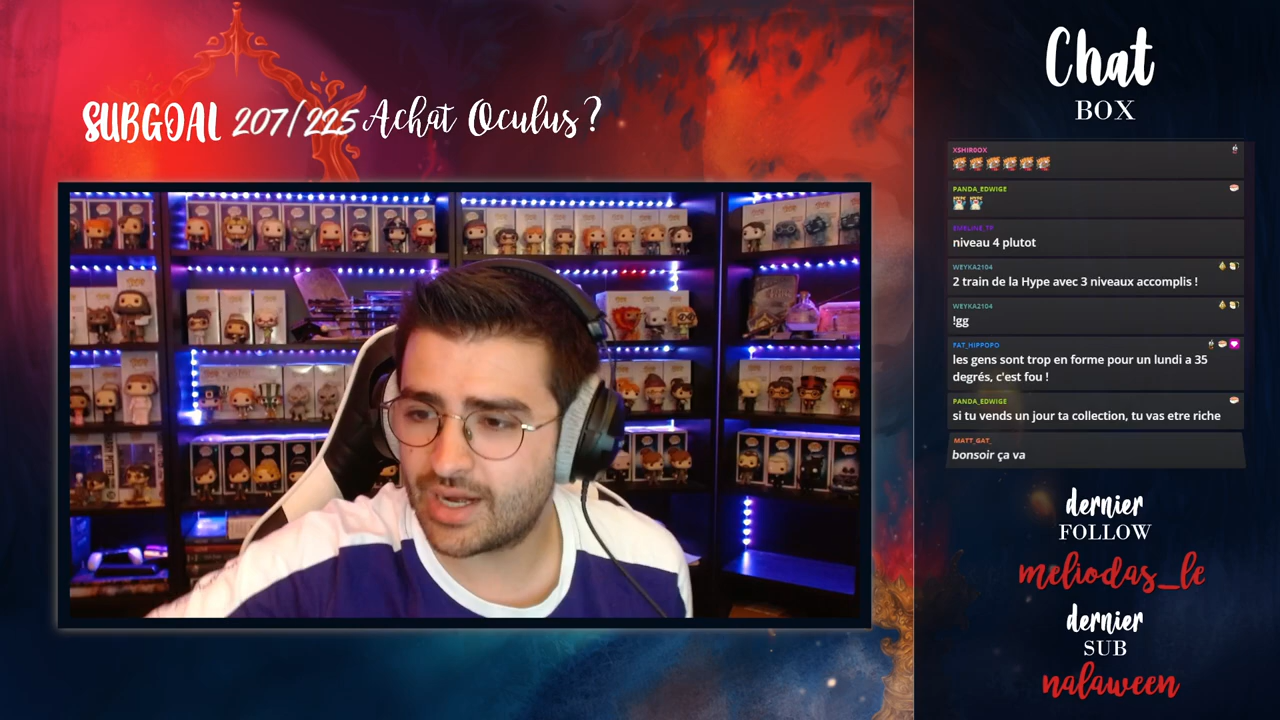 SUBGOAL 207/225 Achat Oculus ?
Chat
BOX
XSHIROOX
PANDA_EDWIGE
niveau 4 plutot
WEYKA2104
2 train de la Hype avec 3 niveaux accomplis !
WEYKA2104
!gg
FAT_HIPPOPO
les gens sont trop en forme pour un lundi a 35
degrés, c'est fou !
PANDA_EDWIGE
si tu vends un jour ta collection, tu vas etre riche
MATT_GAT_
bonsoir ça va
dernier
FOLLOW
meliodas_le
dernier
SUB
nalaween